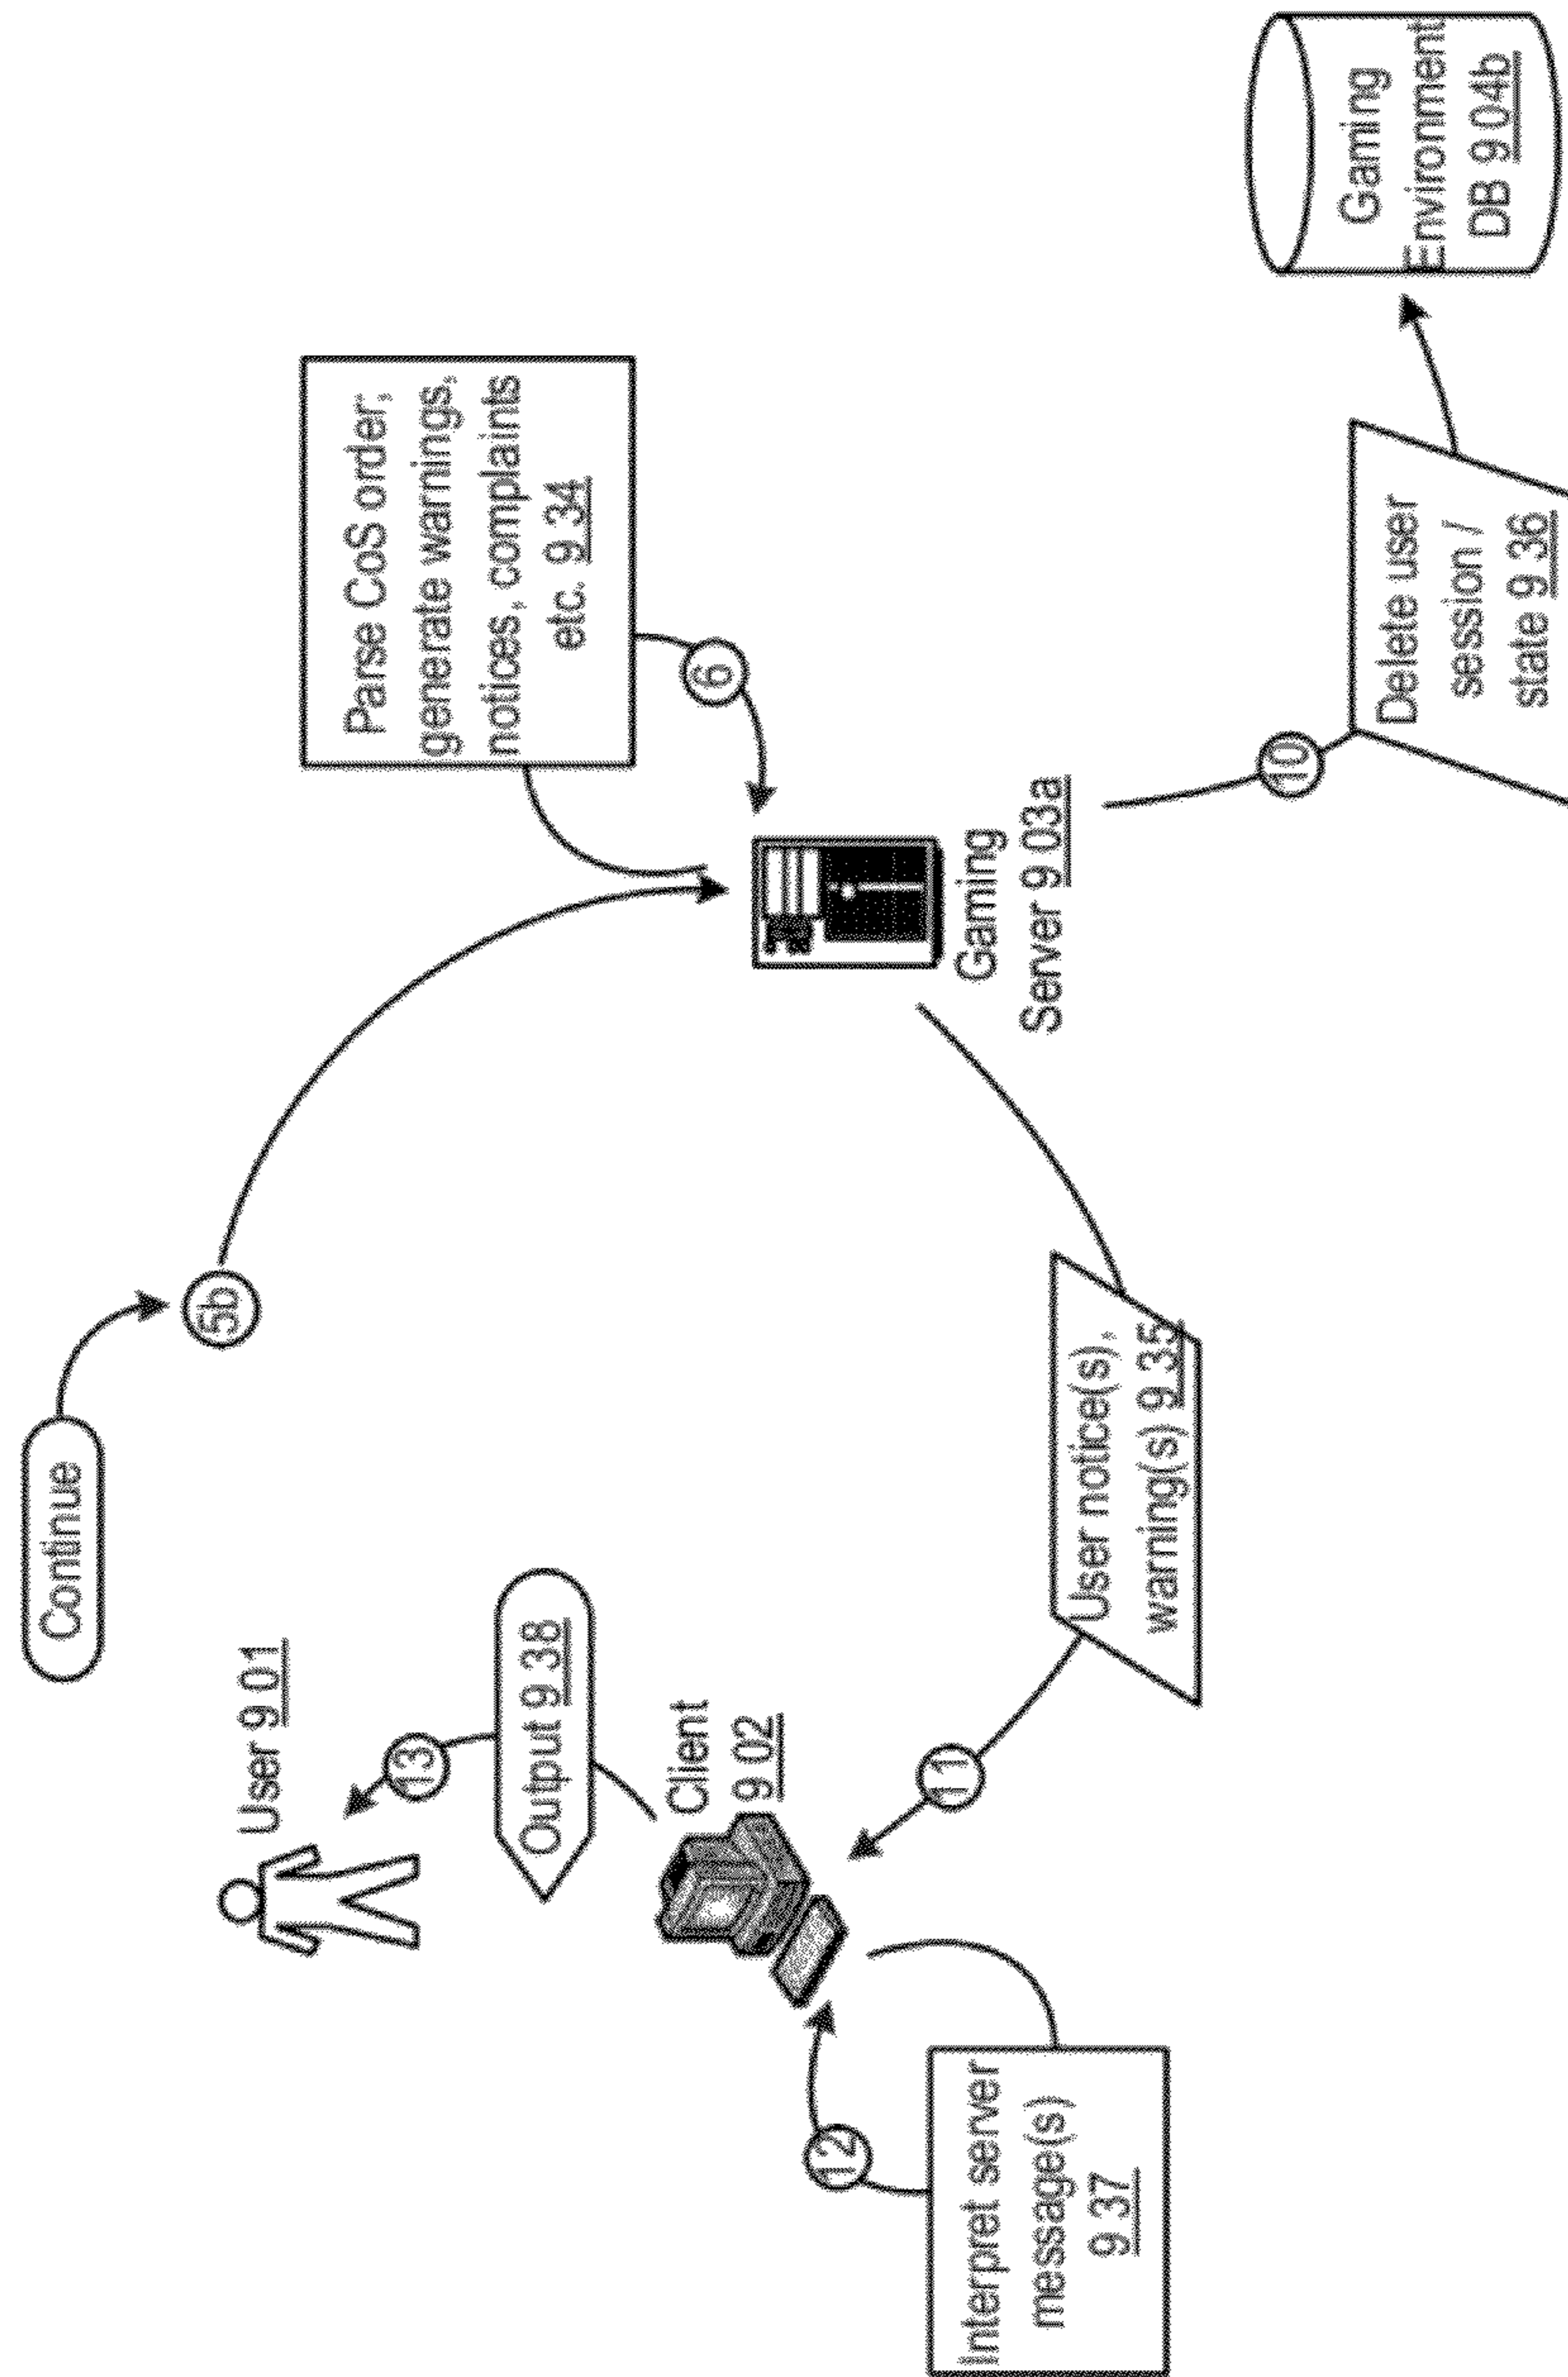 Continue
5b
User 9 01
13
Output 9 38
Client
9 02
12
Interpret server
message(s)
9 37
11
User notice(s),
warning(s) 9 35
Parse CoS order;
generate warnings,
notices, complaints
etc. 9 34
6
Gaming
Server 9 03a
10
Delete user
session /
state 9 36
Gaming
Environment
DB 9 04b